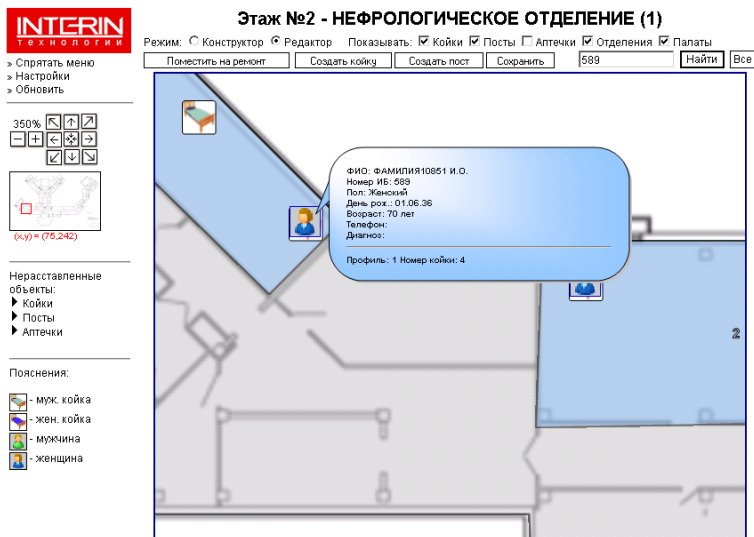 INTERIN
технологии
» Спрятать меню
» Настройки
» Обновить
350%
(x,y) = (75,242)
Нерасставленные
объекты:
Койки
Посты
Аптечки
Пояснения:
- муж. койка
- жен. койка
- мужчина
- женщина
Этаж №2 - НЕФРОЛОГИЧЕСКОЕ ОТДЕЛЕНИЕ (1)
Режим: Конструктор Редактор Показывать: Койки Посты Аптечки Отделения Палаты
Поместить на ремонт Создать койку Создать пост Сохранить 589 Найти Все
ФИО: ФАМИЛИЯ10851 И.О.
Номер ИБ: 589
Пол: Женский
День рож.: 01.06.36
Возраст: 70 лет
Телефон:
Диагноз:
Профиль: 1 Номер койки: 4
2